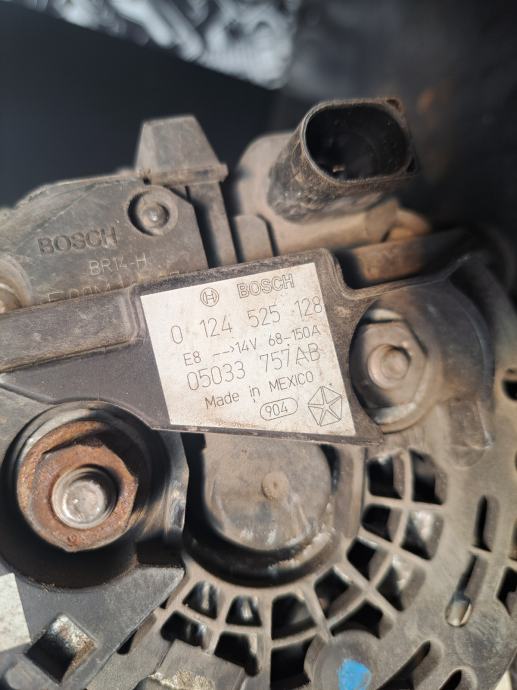 BOSCH
BR14-H
BOSCH
0 124 525 128
E8 --→14V 68-150A
05033 757AB
Made in MEXICO
904